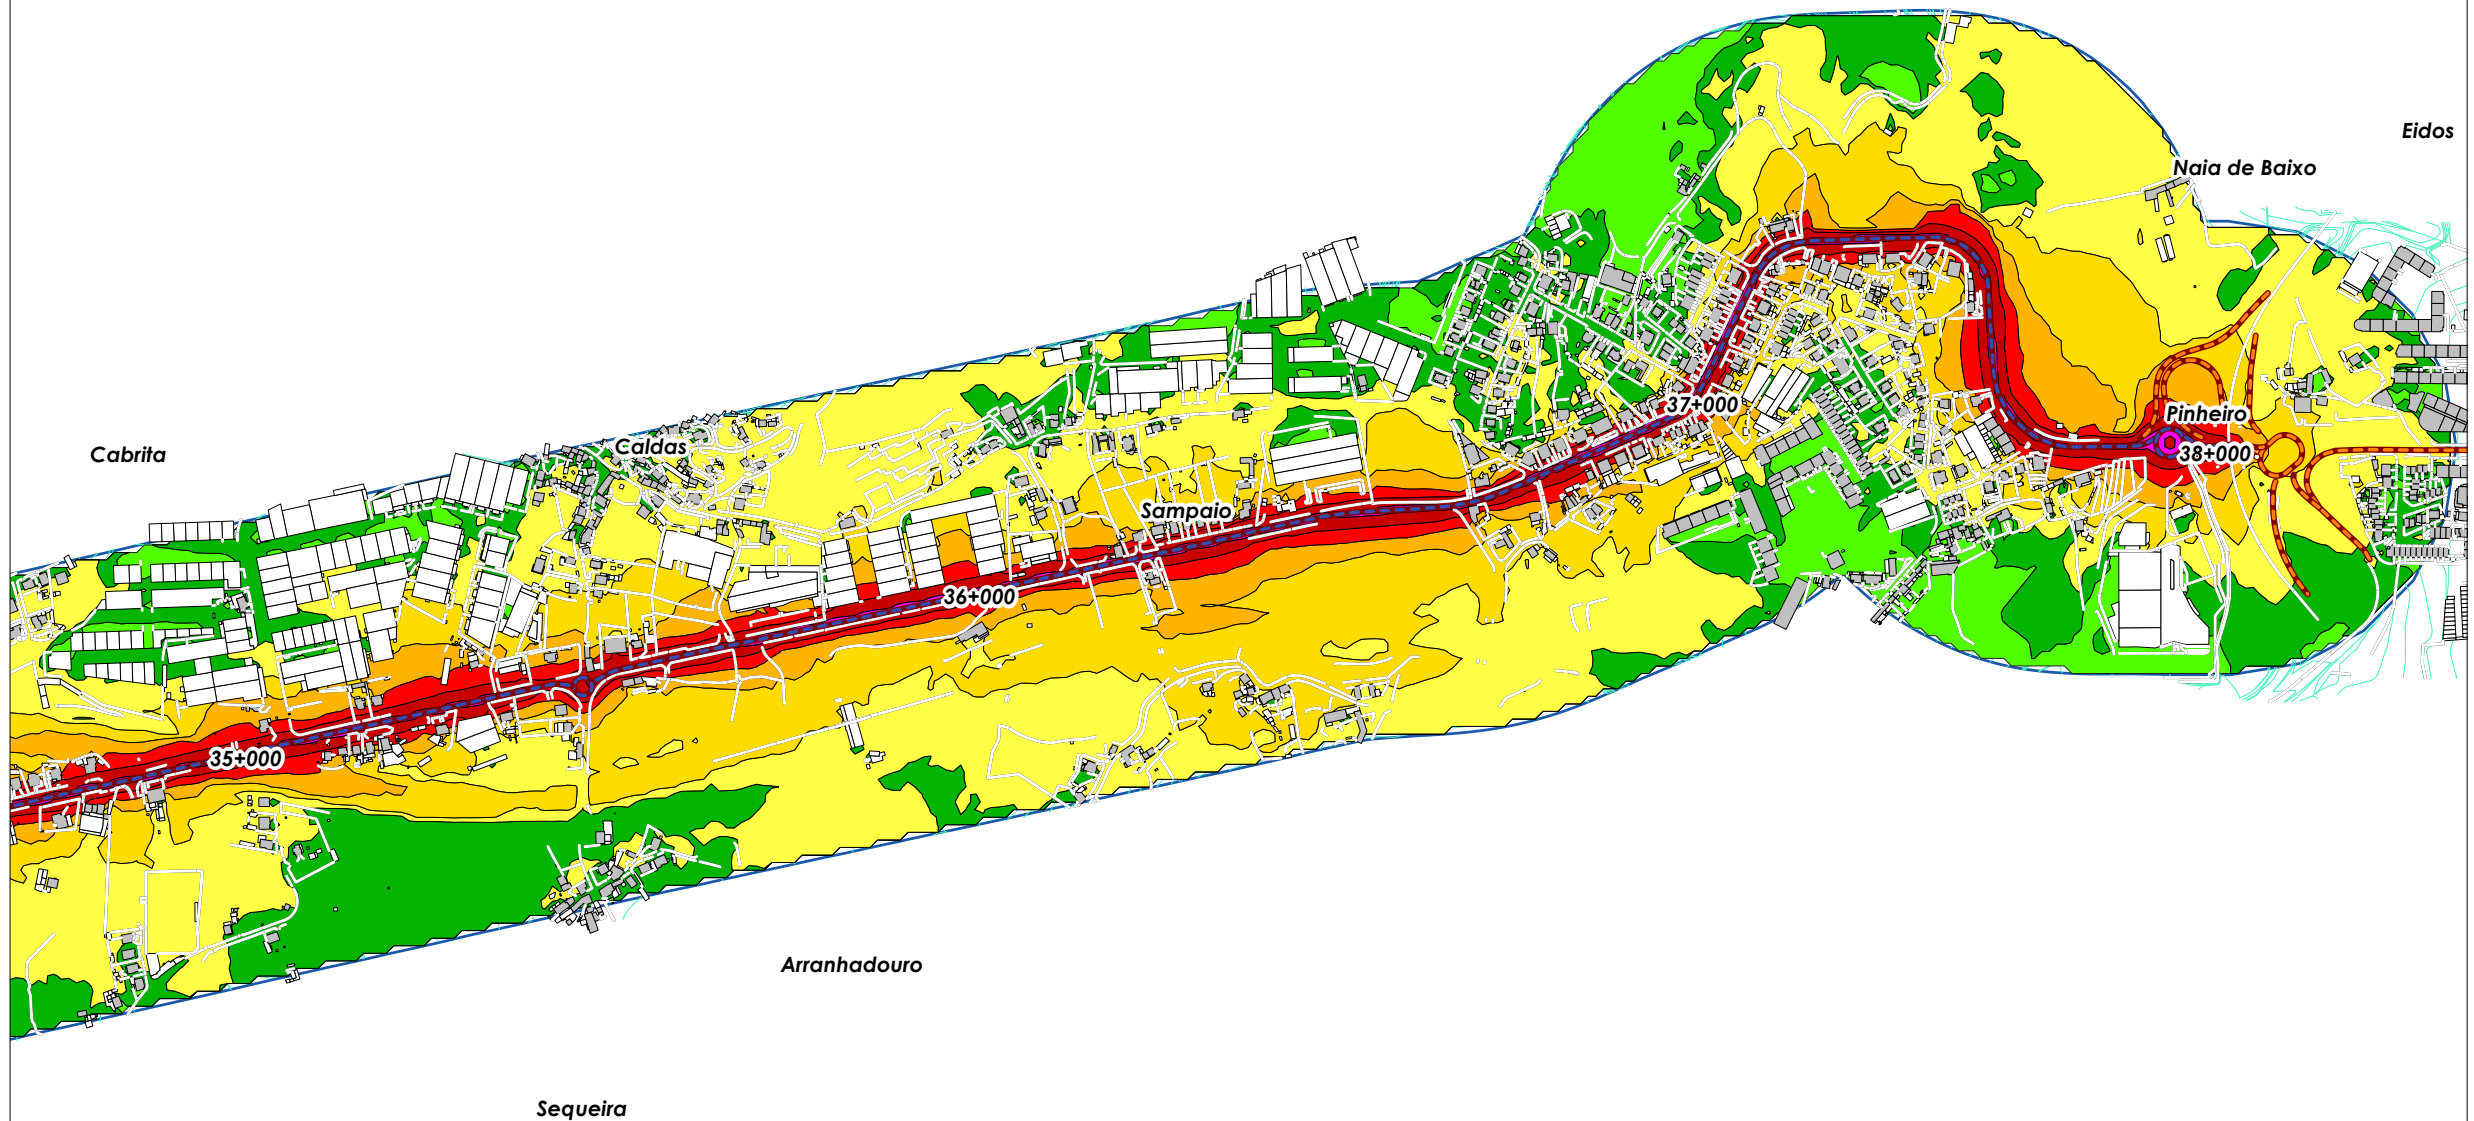 Eidos
Naia de Baixo
37+000
Pinheiro
38+000
Cabrita
Caldas
Sampaio
36+000
35+000
Arranhadouro
Sequeira